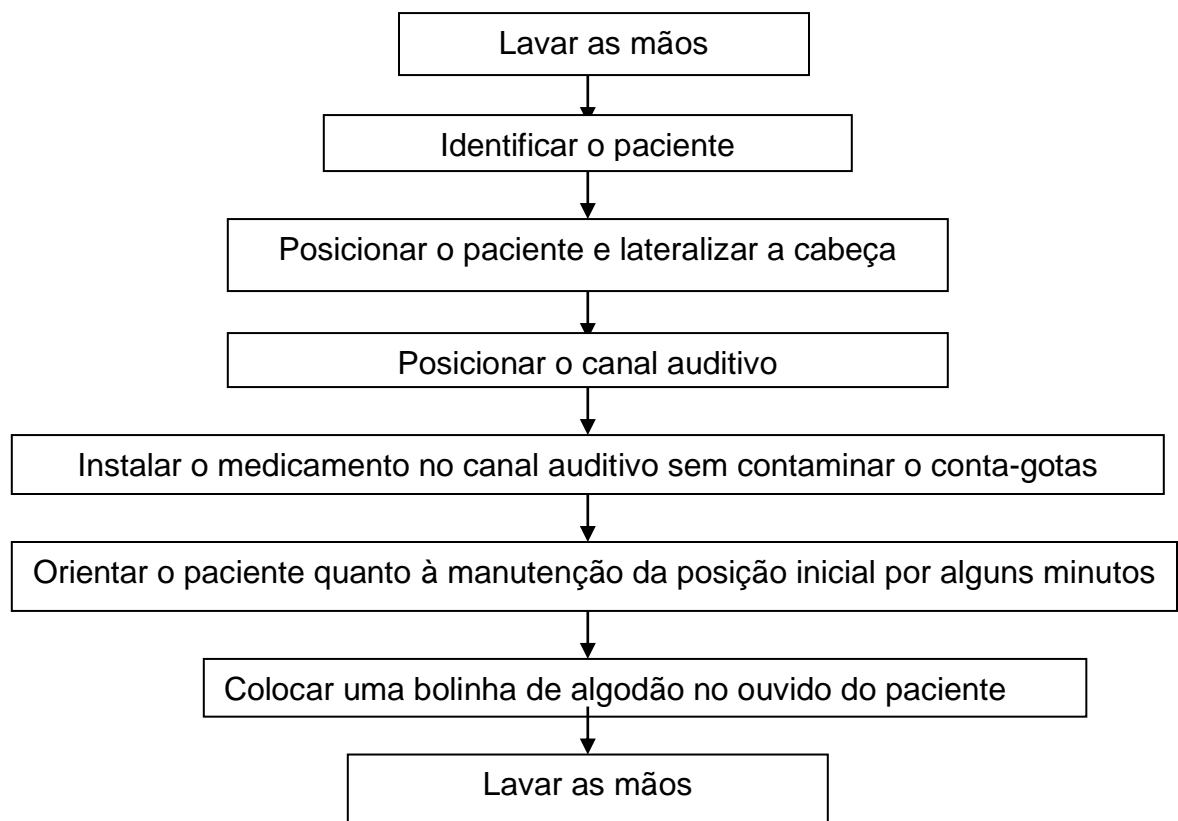 Lavar as mãos
Identificar o paciente
Posicionar o paciente e lateralizar a cabeça
Posicionar o canal auditivo
Instalar o medicamento no canal auditivo sem contaminar o conta-gotas
Orientar o paciente quanto à manutenção da posição inicial por alguns minutos
Colocar uma bolinha de algodão no ouvido do paciente
Lavar as mãos